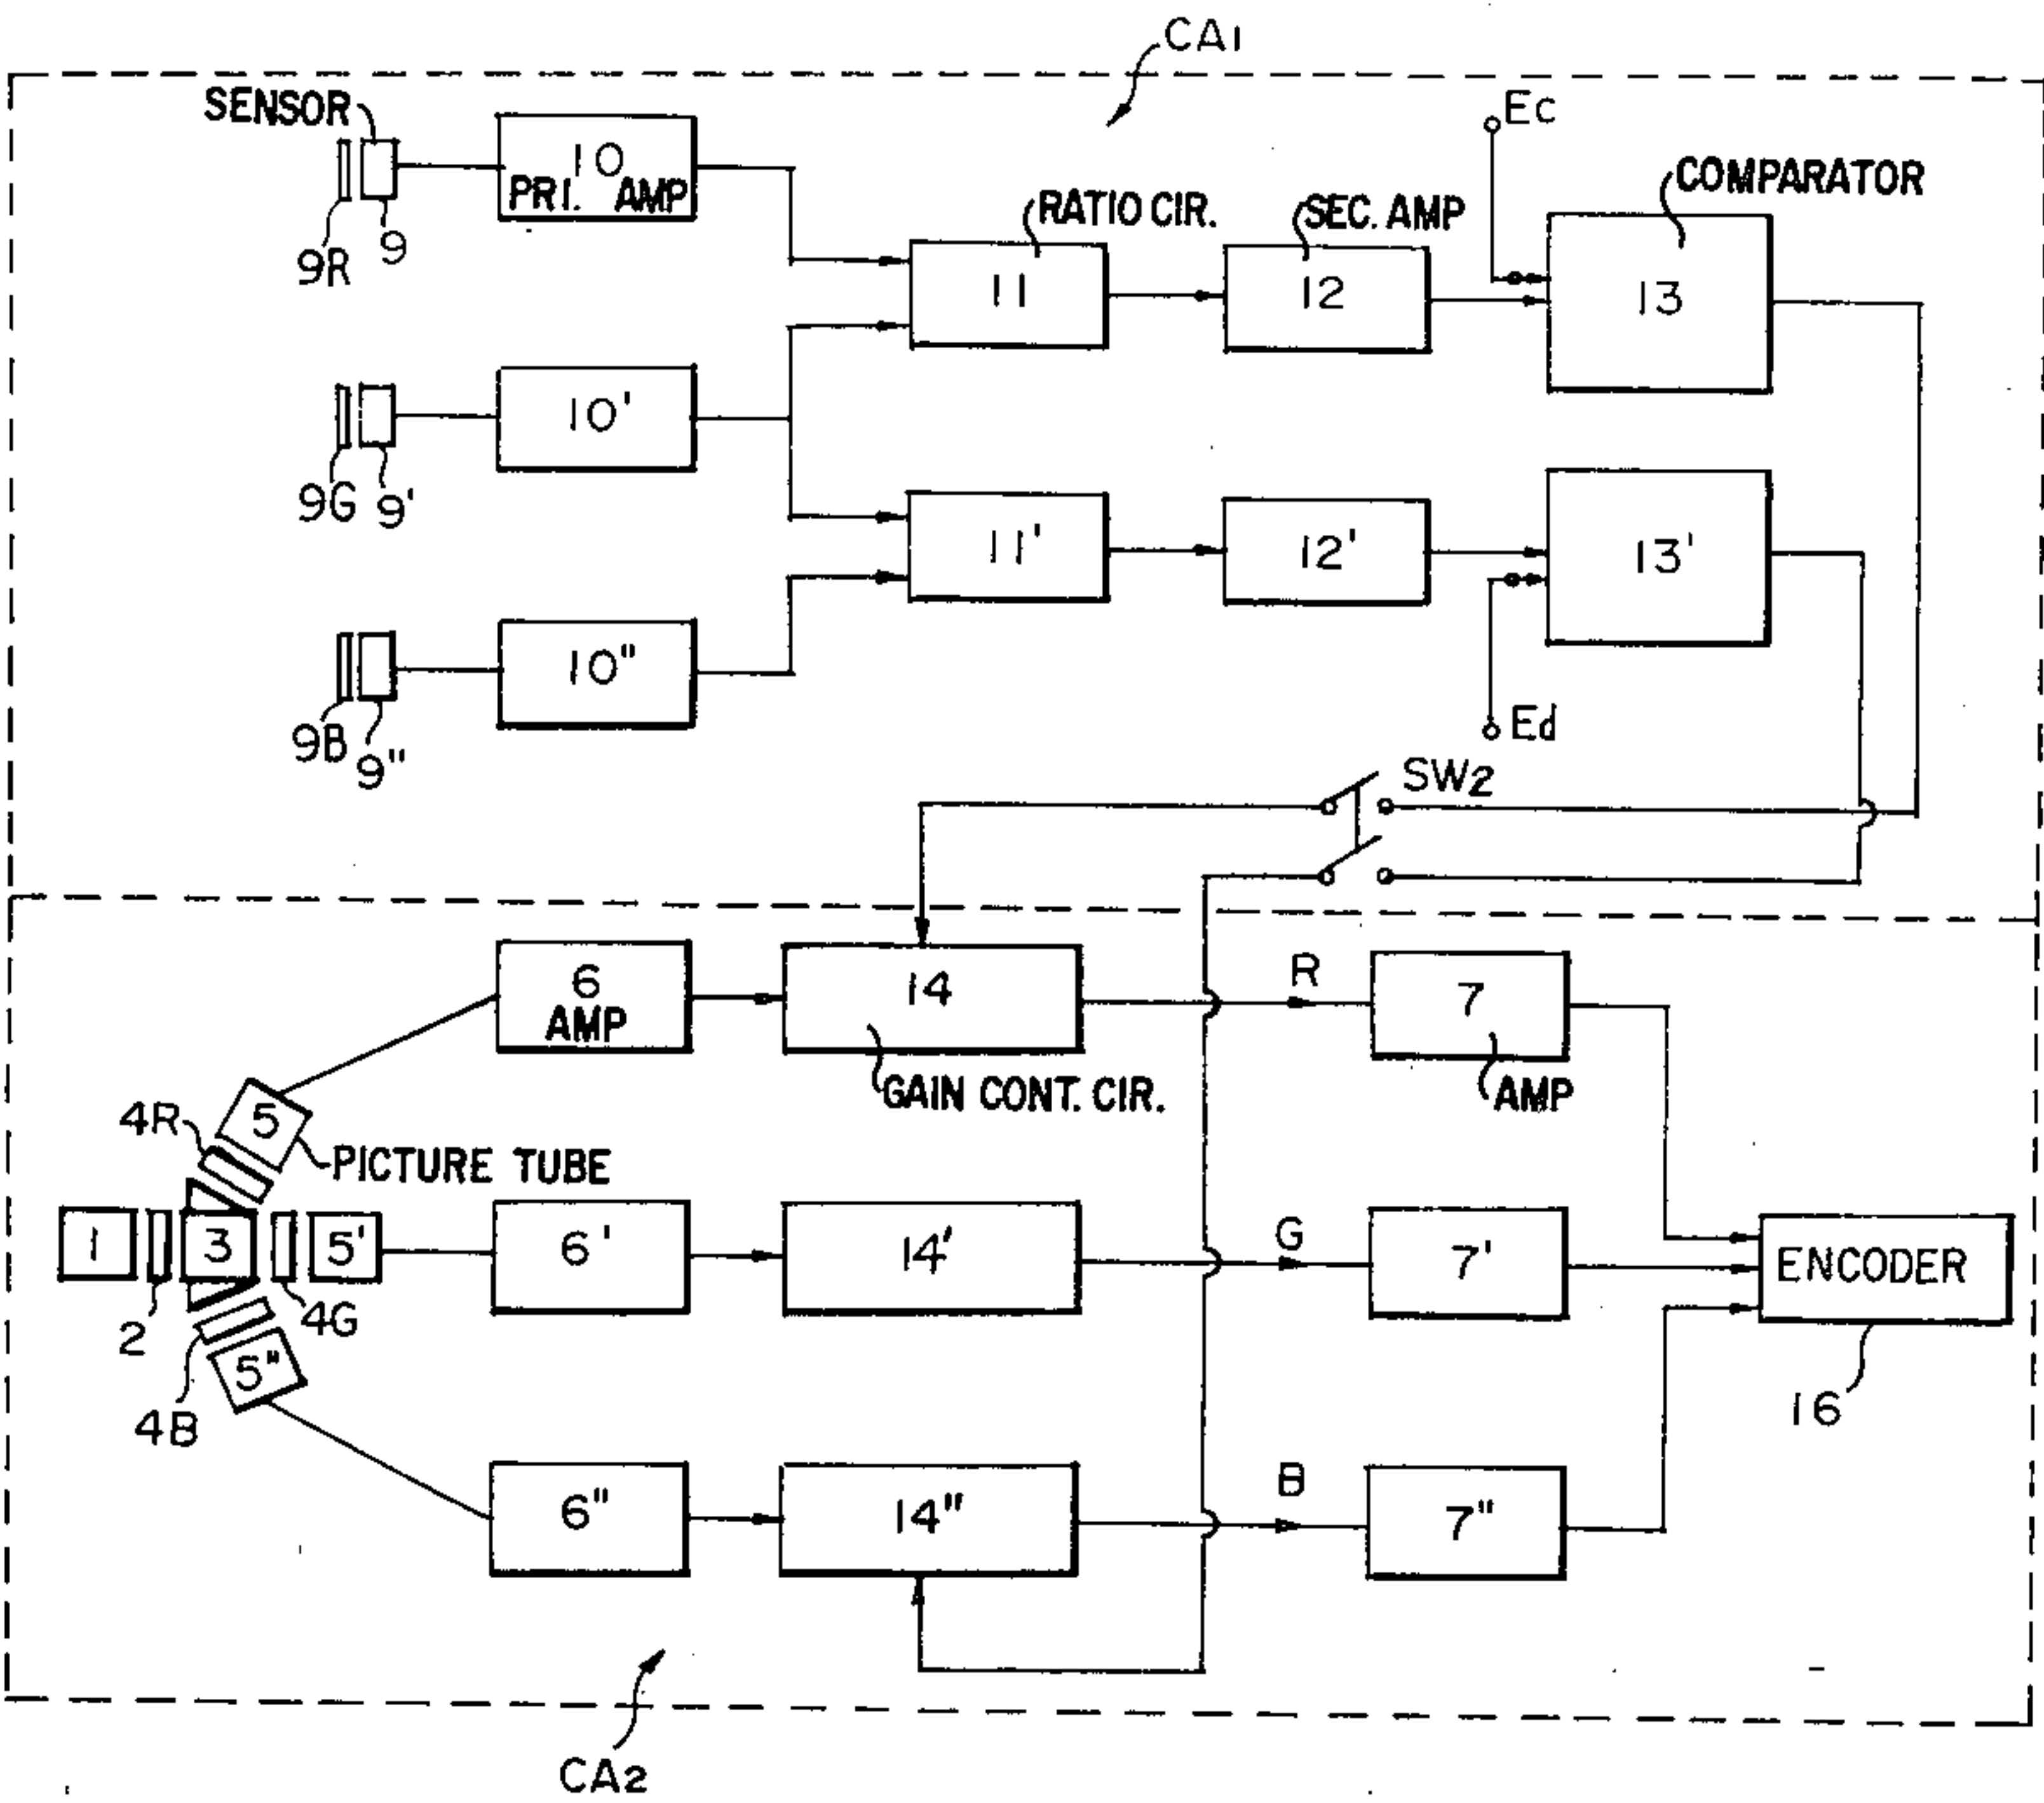 CA1
SENSOR
Ec
10
PRI. AMP
COMPARATOR
RATIO CIR.
SEC. AMP
9R
9
11
12
13
10'
9G
9'
11'
12'
13'
10"
9B
9"
Ed
SW2
6
AMP
14
R
7
GAIN CONT. CIR.
AMP
4R
5
PICTURE TUBE
1
3
5'
6'
14'
G
7'
ENCODER
2
4G
4B
5"
16
6"
14"
B
7"
CA2